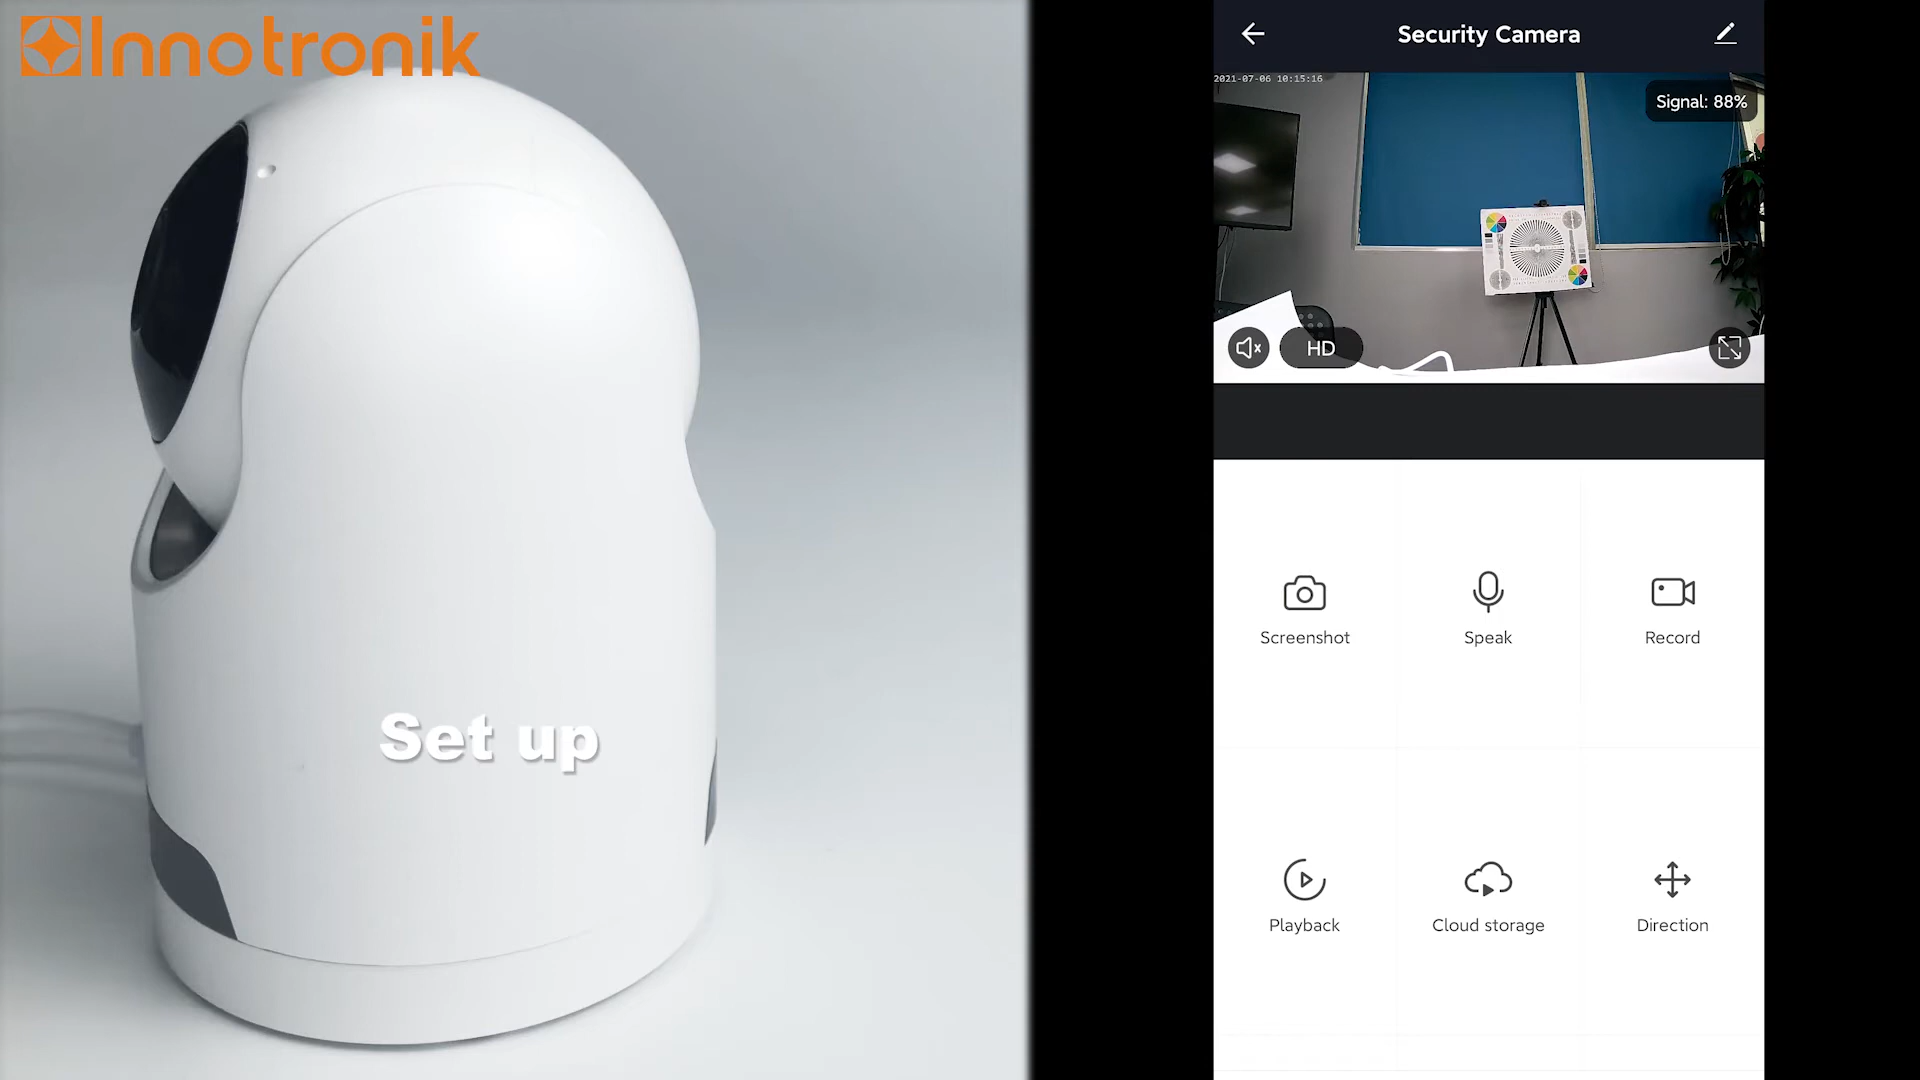 Innotronik
Set up
Security Camera
2021-07-06 10:15:16
Signal: 88%
HD
Screenshot
Speak
Record
Playback
Cloud storage
Direction